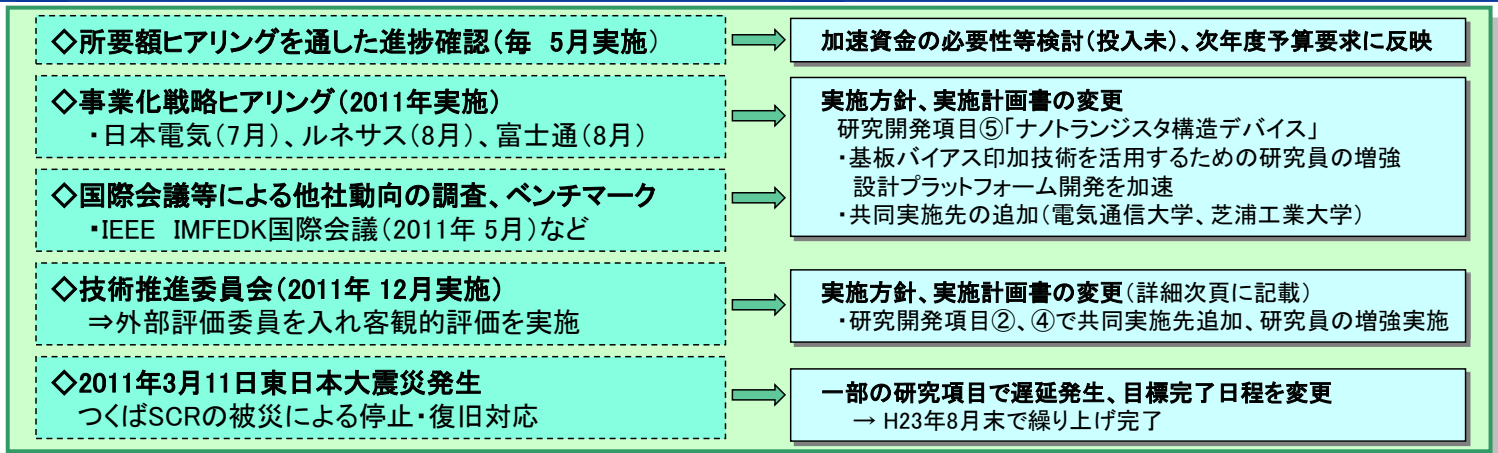 ◇所要額ヒアリングを通した進捗確認(毎 5月実施)
加速資金の必要性等検討(投入未)、次年度予算要求に反映
◇事業化戦略ヒアリング(2011年実施)
・日本電気(7月)、ルネサス(8月)、富士通(8月)
◇国際会議等による他社動向の調査、ベンチマーク
・IEEE IMFEDK国際会議(2011年 5月)など
実施方針、実施計画書の変更
研究開発項目⑤「ナノトランジスタ構造デバイス」
・基板バイアス印加技術を活用するための研究員の増強
設計プラットフォーム開発を加速
・共同実施先の追加(電気通信大学、芝浦工業大学)
◇技術推進委員会(2011年 12月実施)
⇒外部評価委員を入れ客観的評価を実施
実施方針、実施計画書の変更(詳細次頁に記載)
・研究開発項目②、④で共同実施先追加、研究員の増強実施
◇2011年3月11日東日本大震災発生
つくばSCRの被災による停止・復旧対応
一部の研究項目で遅延発生、目標完了日程を変更
→ H23年8月末で繰り上げ完了